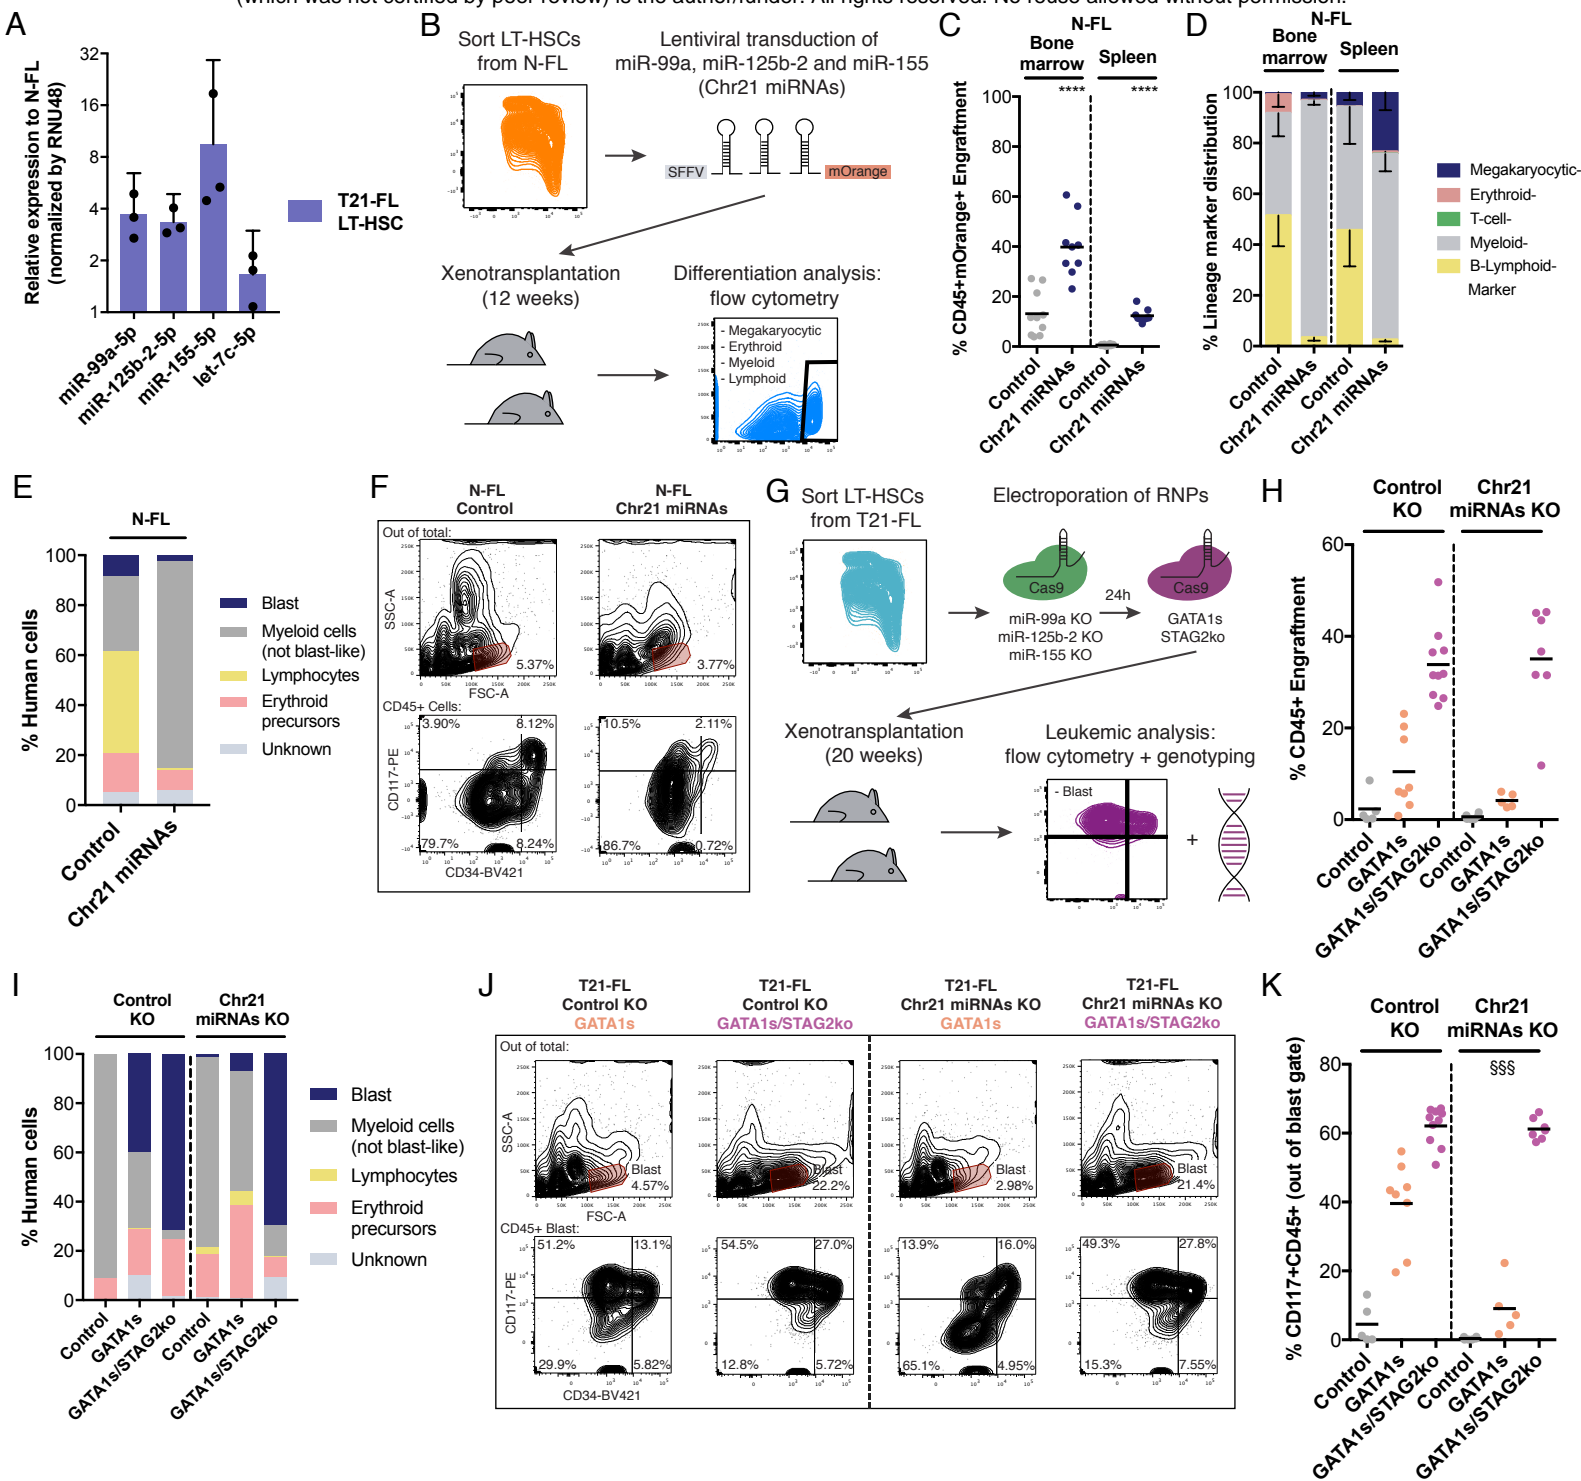 (which was not certified by peer review) is the author/funder. All rights reserved. No reuse allowed without permission.
A
Relative expression to N-FL
(normalized by RNU48)
32
16
8
4
2
1
miR-99a-5p
miR-125b-2-5p
miR-155-5p
let-7c-5p
T21-FL
LT-HSC
B
Sort LT-HSCs
from N-FL
Lentiviral transduction of
miR-99a, miR-125b-2 and miR-155
(Chr21 miRNAs)
SFFV
mOrange
Xenotransplantation
(12 weeks)
Differentiation analysis:
flow cytometry
- Megakaryocytic
- Erythroid
- Myeloid
- Lymphoid
C
N-FL
Bone
marrow
Spleen
**** ****
% CD45+mOrange+ Engraftment
100
80
60
40
20
0
Control
Chr21 miRNAs
Control
Chr21 miRNAs
D
N-FL
Bone
marrow
Spleen
% Lineage marker distribution
100
80
60
40
20
0
Control
Chr21 miRNAs
Control
Chr21 miRNAs
Megakaryocytic-
Erythroid-
T-cell-
Myeloid-
B-Lymphoid-
Marker
E
N-FL
% Human cells
100
80
60
40
20
0
Control
Chr21 miRNAs
Blast
Myeloid cells
(not blast-like)
Lymphocytes
Erythroid
precursors
Unknown
F
N-FL
Control
N-FL
Chr21 miRNAs
Out of total:
SSC-A
FSC-A
5.37%
3.77%
CD45+ Cells:
3.90% 8.12%
79.7% 8.24%
10.5% 2.11%
86.7% 0.72%
CD117-PE
CD34-BV421
G
Sort LT-HSCs
from T21-FL
Electroporation of RNPs
Cas9
Cas9
24h
miR-99a KO
miR-125b-2 KO
miR-155 KO
GATA1s
STAG2ko
Xenotransplantation
(20 weeks)
Leukemic analysis:
flow cytometry + genotyping
- Blast
+
H
Control
KO
Chr21
miRNAs KO
% CD45+ Engraftment
60
40
20
0
Control
GATA1s
GATA1s/STAG2ko
Control
GATA1s
GATA1s/STAG2ko
I
Control
KO
Chr21
miRNAs KO
% Human cells
100
80
60
40
20
0
Control
GATA1s
GATA1s/STAG2ko
Control
GATA1s
GATA1s/STAG2ko
Blast
Myeloid cells
(not blast-like)
Lymphocytes
Erythroid
precursors
Unknown
J
T21-FL
Control KO
GATA1s
T21-FL
Control KO
GATA1s/STAG2ko
T21-FL
Chr21 miRNAs KO
GATA1s
T21-FL
Chr21 miRNAs KO
GATA1s/STAG2ko
Out of total:
SSC-A
FSC-A
Blast
4.57%
Blast
22.2%
Blast
2.98%
Blast
21.4%
CD45+ Blast:
51.2% 13.1%
29.9% 5.82%
54.5% 27.0%
12.8% 5.72%
13.9% 16.0%
65.1% 4.95%
49.3% 27.8%
15.3% 7.55%
CD117-PE
CD34-BV421
K
Control
KO
Chr21
miRNAs KO
§§§
% CD117+CD45+ (out of blast gate)
80
60
40
20
0
Control
GATA1s
GATA1s/STAG2ko
Control
GATA1s
GATA1s/STAG2ko